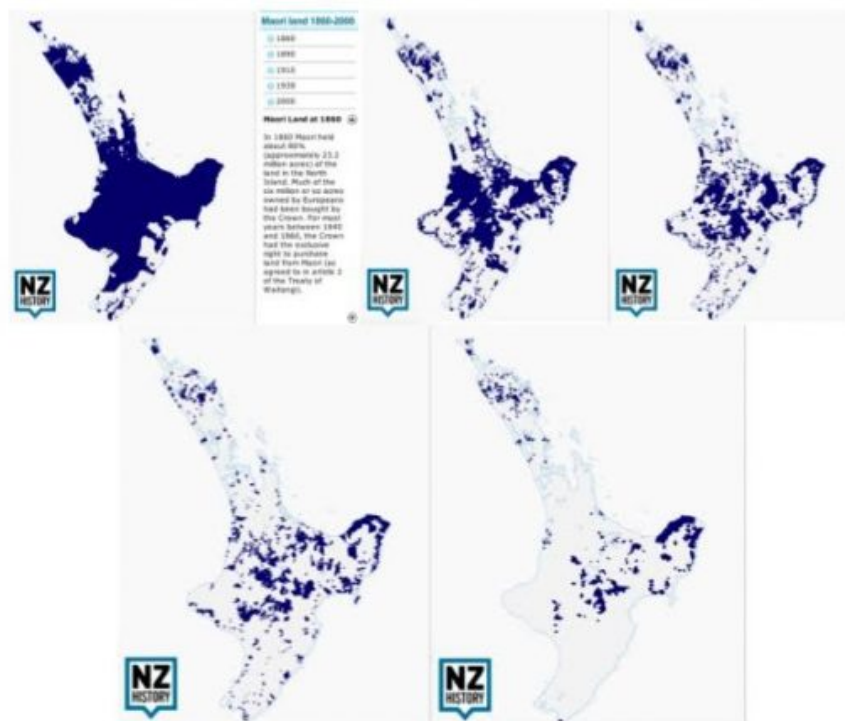 Maori land 1860-2000
1860
1890
1910
1930
2000
Maori Land at 1860
In 1860 Maori held
about 80%
(approximately 23.2
million acres) of the
land in the North
Island. Much of the
six million or so acres
owned by Europeans
had been bought by
the Crown. For most
years between 1840
and 1860, the Crown
had the exclusive
right to purchase
land from Maori (as
agreed to in article 2
of the Treaty of
Waitangi).
NZ
HISTORY
NZ
HISTORY
NZ
HISTORY
NZ
HISTORY
NZ
HISTORY